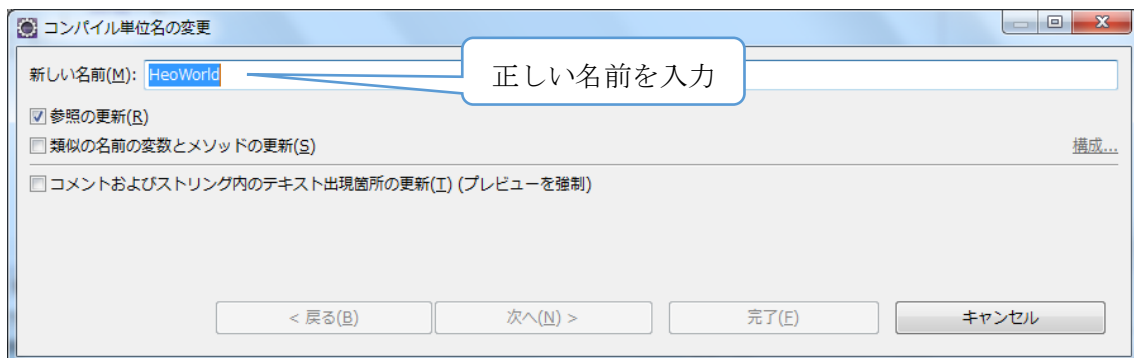 コンパイル単位名の変更
新しい名前(M): HeoWorld
正しい名前を入力
参照の更新(R)
類似の名前の変数とメソッドの更新(S)
構成...
コメントおよびストリング内のテキスト出現箇所の更新(T) (プレビューを強制)
< 戻る(B)
次へ(N) >
完了(F)
キャンセル